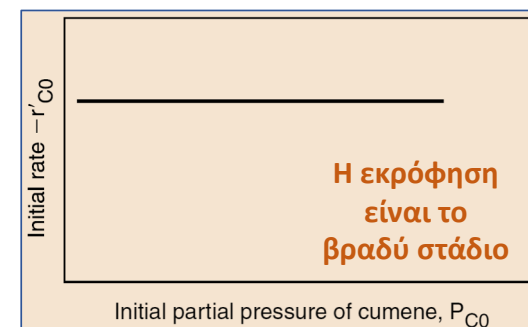 Initial rate −r′C0
Η εκρόφηση
είναι το
βραδύ στάδιο
Initial partial pressure of cumene, PC0